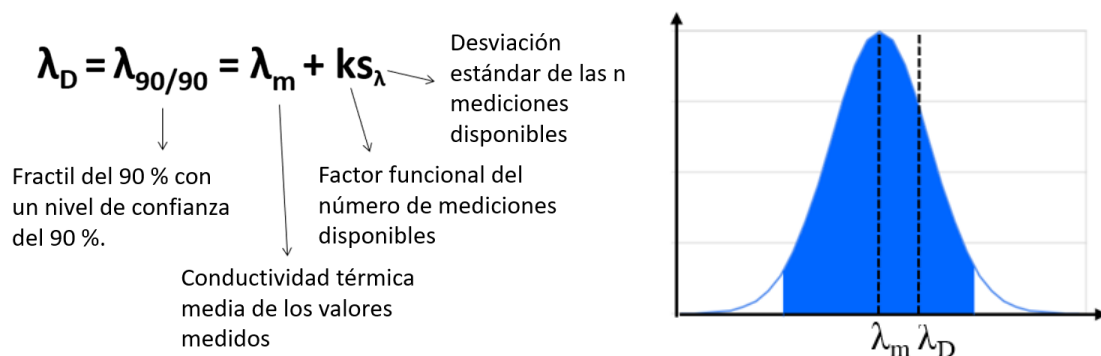 λD = λ90/90 = λm + ksλ
Desviación
estándar de las n
mediciones
disponibles
Fractil del 90 % con
un nivel de confianza
del 90 %.
Factor funcional del
número de mediciones
disponibles
Conductividad térmica
media de los valores
medidos
λm λD